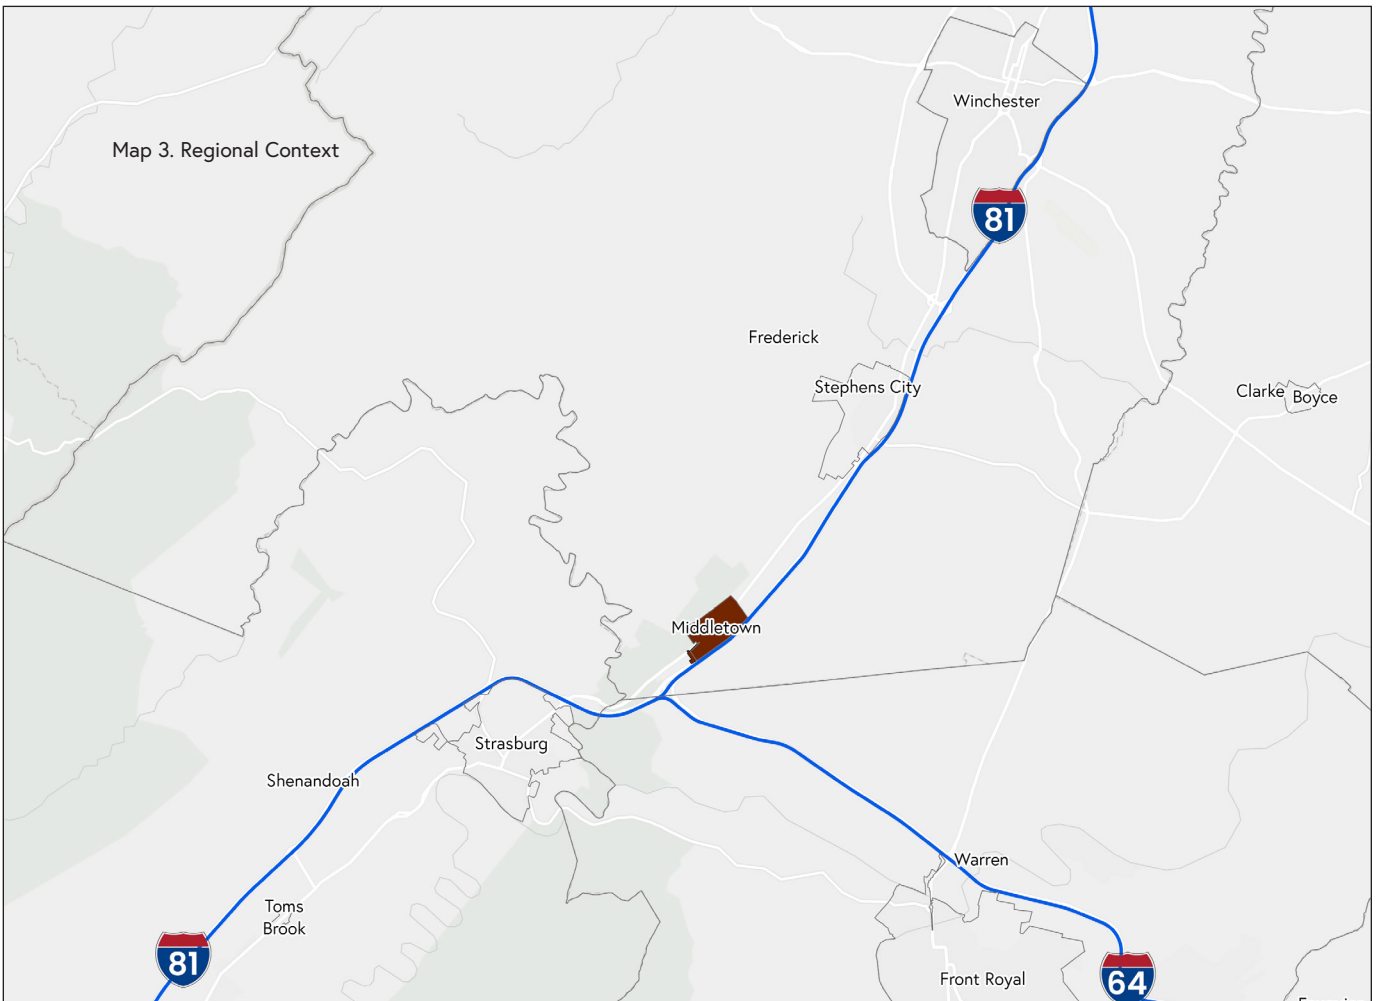 Winchester
Map 3. Regional Context
81
Frederick
Stephens City
Clarke
Boyce
Middletown
Strasburg
Shenandoah
Warren
Toms
Brook
81
Front Royal
64